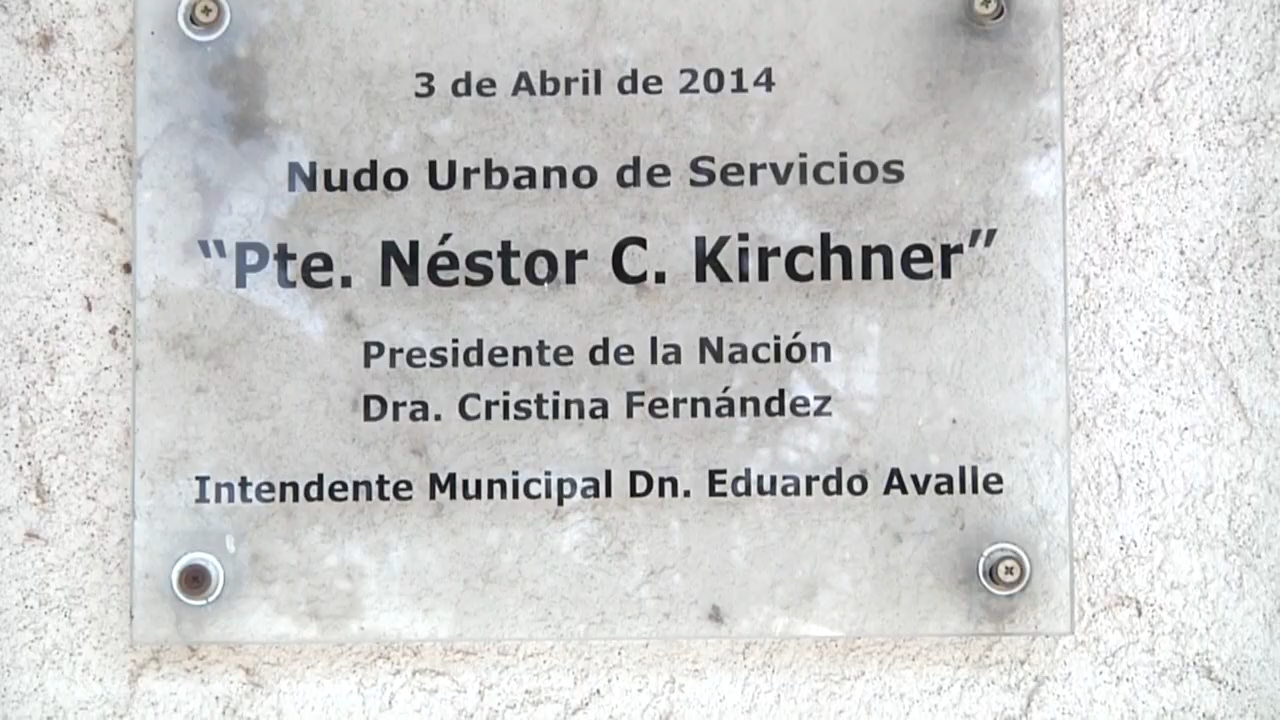 3 de Abril de 2014
Nudo Urbano de Servicios
“Pte. Néstor C. Kirchner”
Presidente de la Nación
Dra. Cristina Fernández
Intendente Municipal Dn. Eduardo Avalle